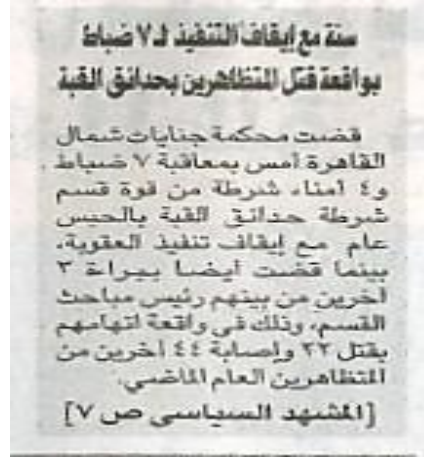 سنة مع إيقاف التنفيذ لـ ٧ ضباط
بواقعة قتل المتظاهرين بحدائق القبة
قضت محكمة جنايات شمال
القاهرة أمس بمعاقبة ٧ ضباط
و٤ أمناء شرطة من قوة قسم
شرطة حدائق القبة بالحبس
عام مع إيقاف تنفيذ العقوبة،
بينما قضت أيضا ببراءة ٣
آخرين من بينهم رئيس مباحث
القسم، وذلك فى واقعة اتهامهم
بقتل ٢٢ وإصابة ٤٤ آخرين من
المتظاهرين العام الماضي.
[المشهد السياسى ص ٧]